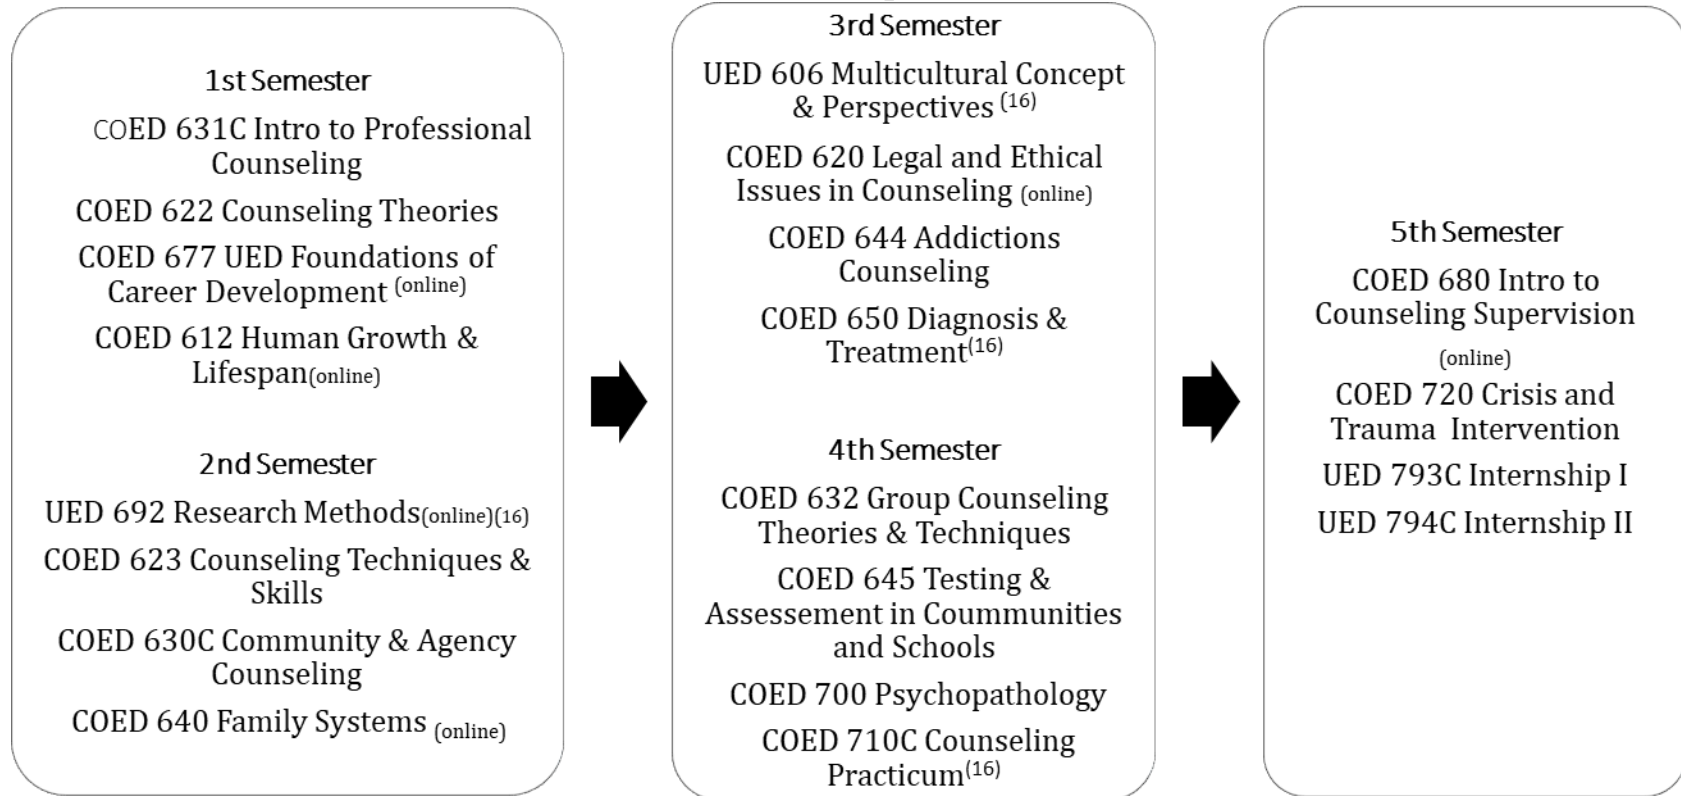 1st Semester
COED 631C Intro to Professional
Counseling
COED 622 Counseling Theories
COED 677 UED Foundations of
Career Development (online)
COED 612 Human Growth &
Lifespan(online)
2nd Semester
UED 692 Research Methods(online)(16)
COED 623 Counseling Techniques &
Skills
COED 630C Community & Agency
Counseling
COED 640 Family Systems (online)
3rd Semester
UED 606 Multicultural Concept
& Perspectives (16)
COED 620 Legal and Ethical
Issues in Counseling (online)
COED 644 Addictions
Counseling
COED 650 Diagnosis &
Treatment(16)
4th Semester
COED 632 Group Counseling
Theories & Techniques
COED 645 Testing &
Assessement in Coummunities
and Schools
COED 700 Psychopathology
COED 710C Counseling
Practicum(16)
5th Semester
COED 680 Intro to
Counseling Supervision
(online)
COED 720 Crisis and
Trauma Intervention
UED 793C Internship I
UED 794C Internship II